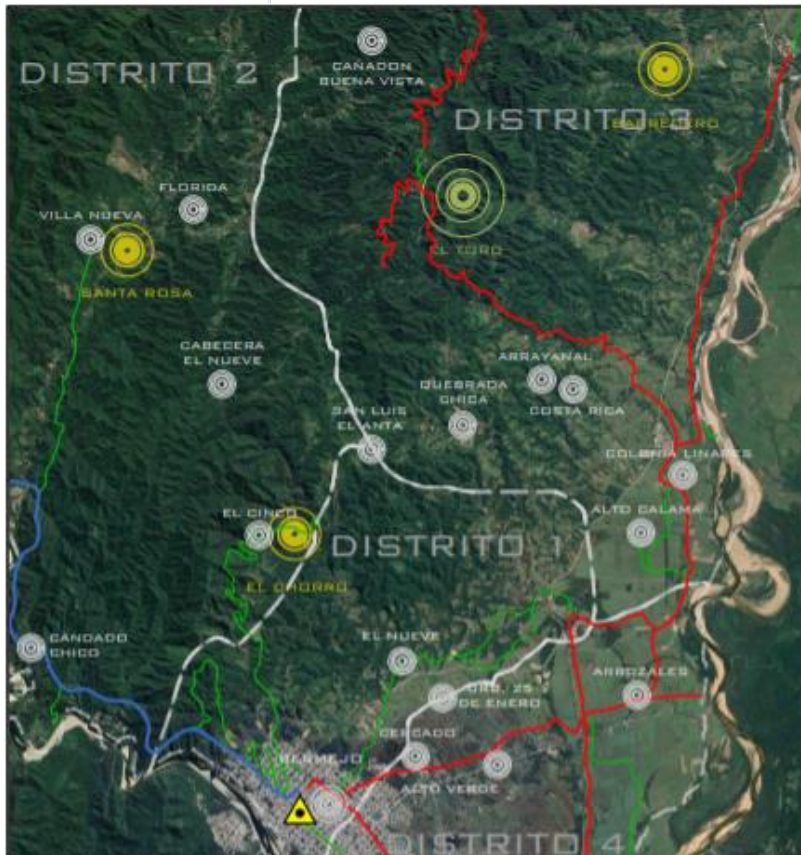 CAÑADON
BUENA VISTA
DISTRITO 2
DISTRITO 3
BARREDERO
FLORIDA
VILLA NUEVA
EL TORO
SANTA ROSA
CABECERA
EL NUEVE
ARRAYANAL
QUEBRADA
CHICA
COSTA RICA
SAN LUIS
EL ANTA
COLONIA LINARES
EL CINCO
ALTO CALAMA
DISTRITO 1
EL CHORRO
CANDADO
CHICO
EL NUEVE
ARROZALES
URB. 25
DE ENERO
CERCADO
BERMEJO
ALTO VERDE
DISTRITO 4